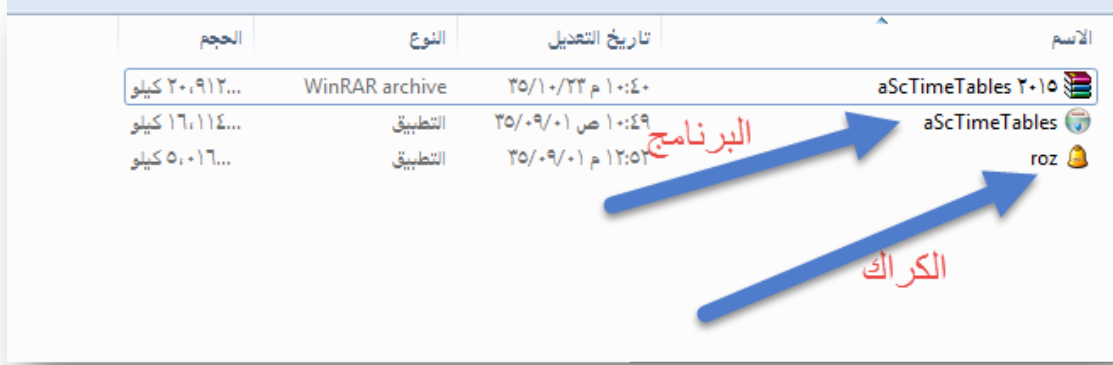 الاسم تاريخ التعديل النوع الحجم
aScTimeTables ٢٠١٥ ٣٥/١٠/٢٣ م ١٠:٤٠ WinRAR archive ٢٠,٩١٢... كيلو
aScTimeTables ٣٥/٠٩/٠١ ص ١٠:٤٩ التطبيق ١٦,١١٤... كيلو
البرنامج
roz ٣٥/٠٩/٠١ م ١٢:٥٢ التطبيق ٥,٠١٦... كيلو
الكراك